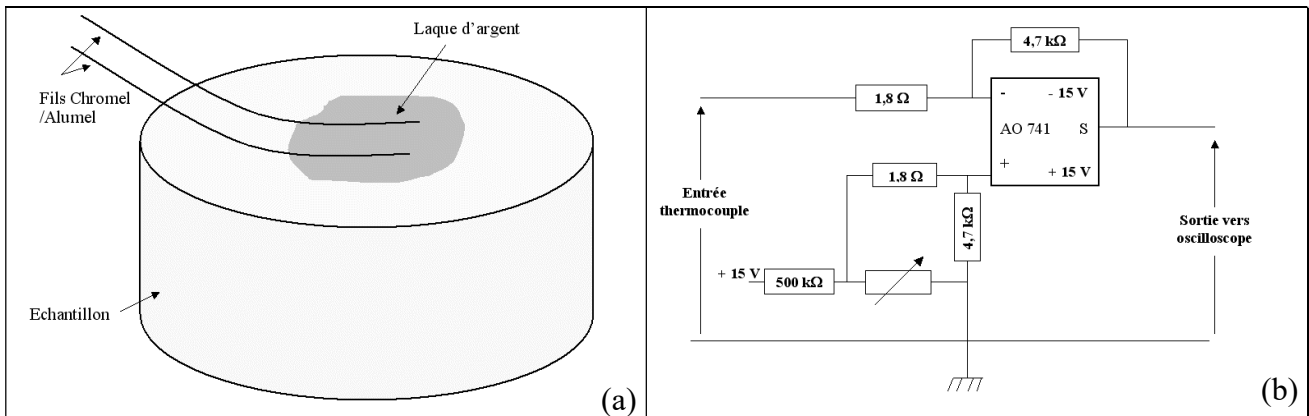 Laque d'argent
Fils Chromel
/Alumel
Echantillon
(a)
4,7 kΩ
1,8 Ω
-
- 15 V
AO 741
S
+
+ 15 V
1,8 Ω
Entrée
thermocouple
4,7 kΩ
Sortie vers
oscilloscope
+ 15 V
500 kΩ
(b)